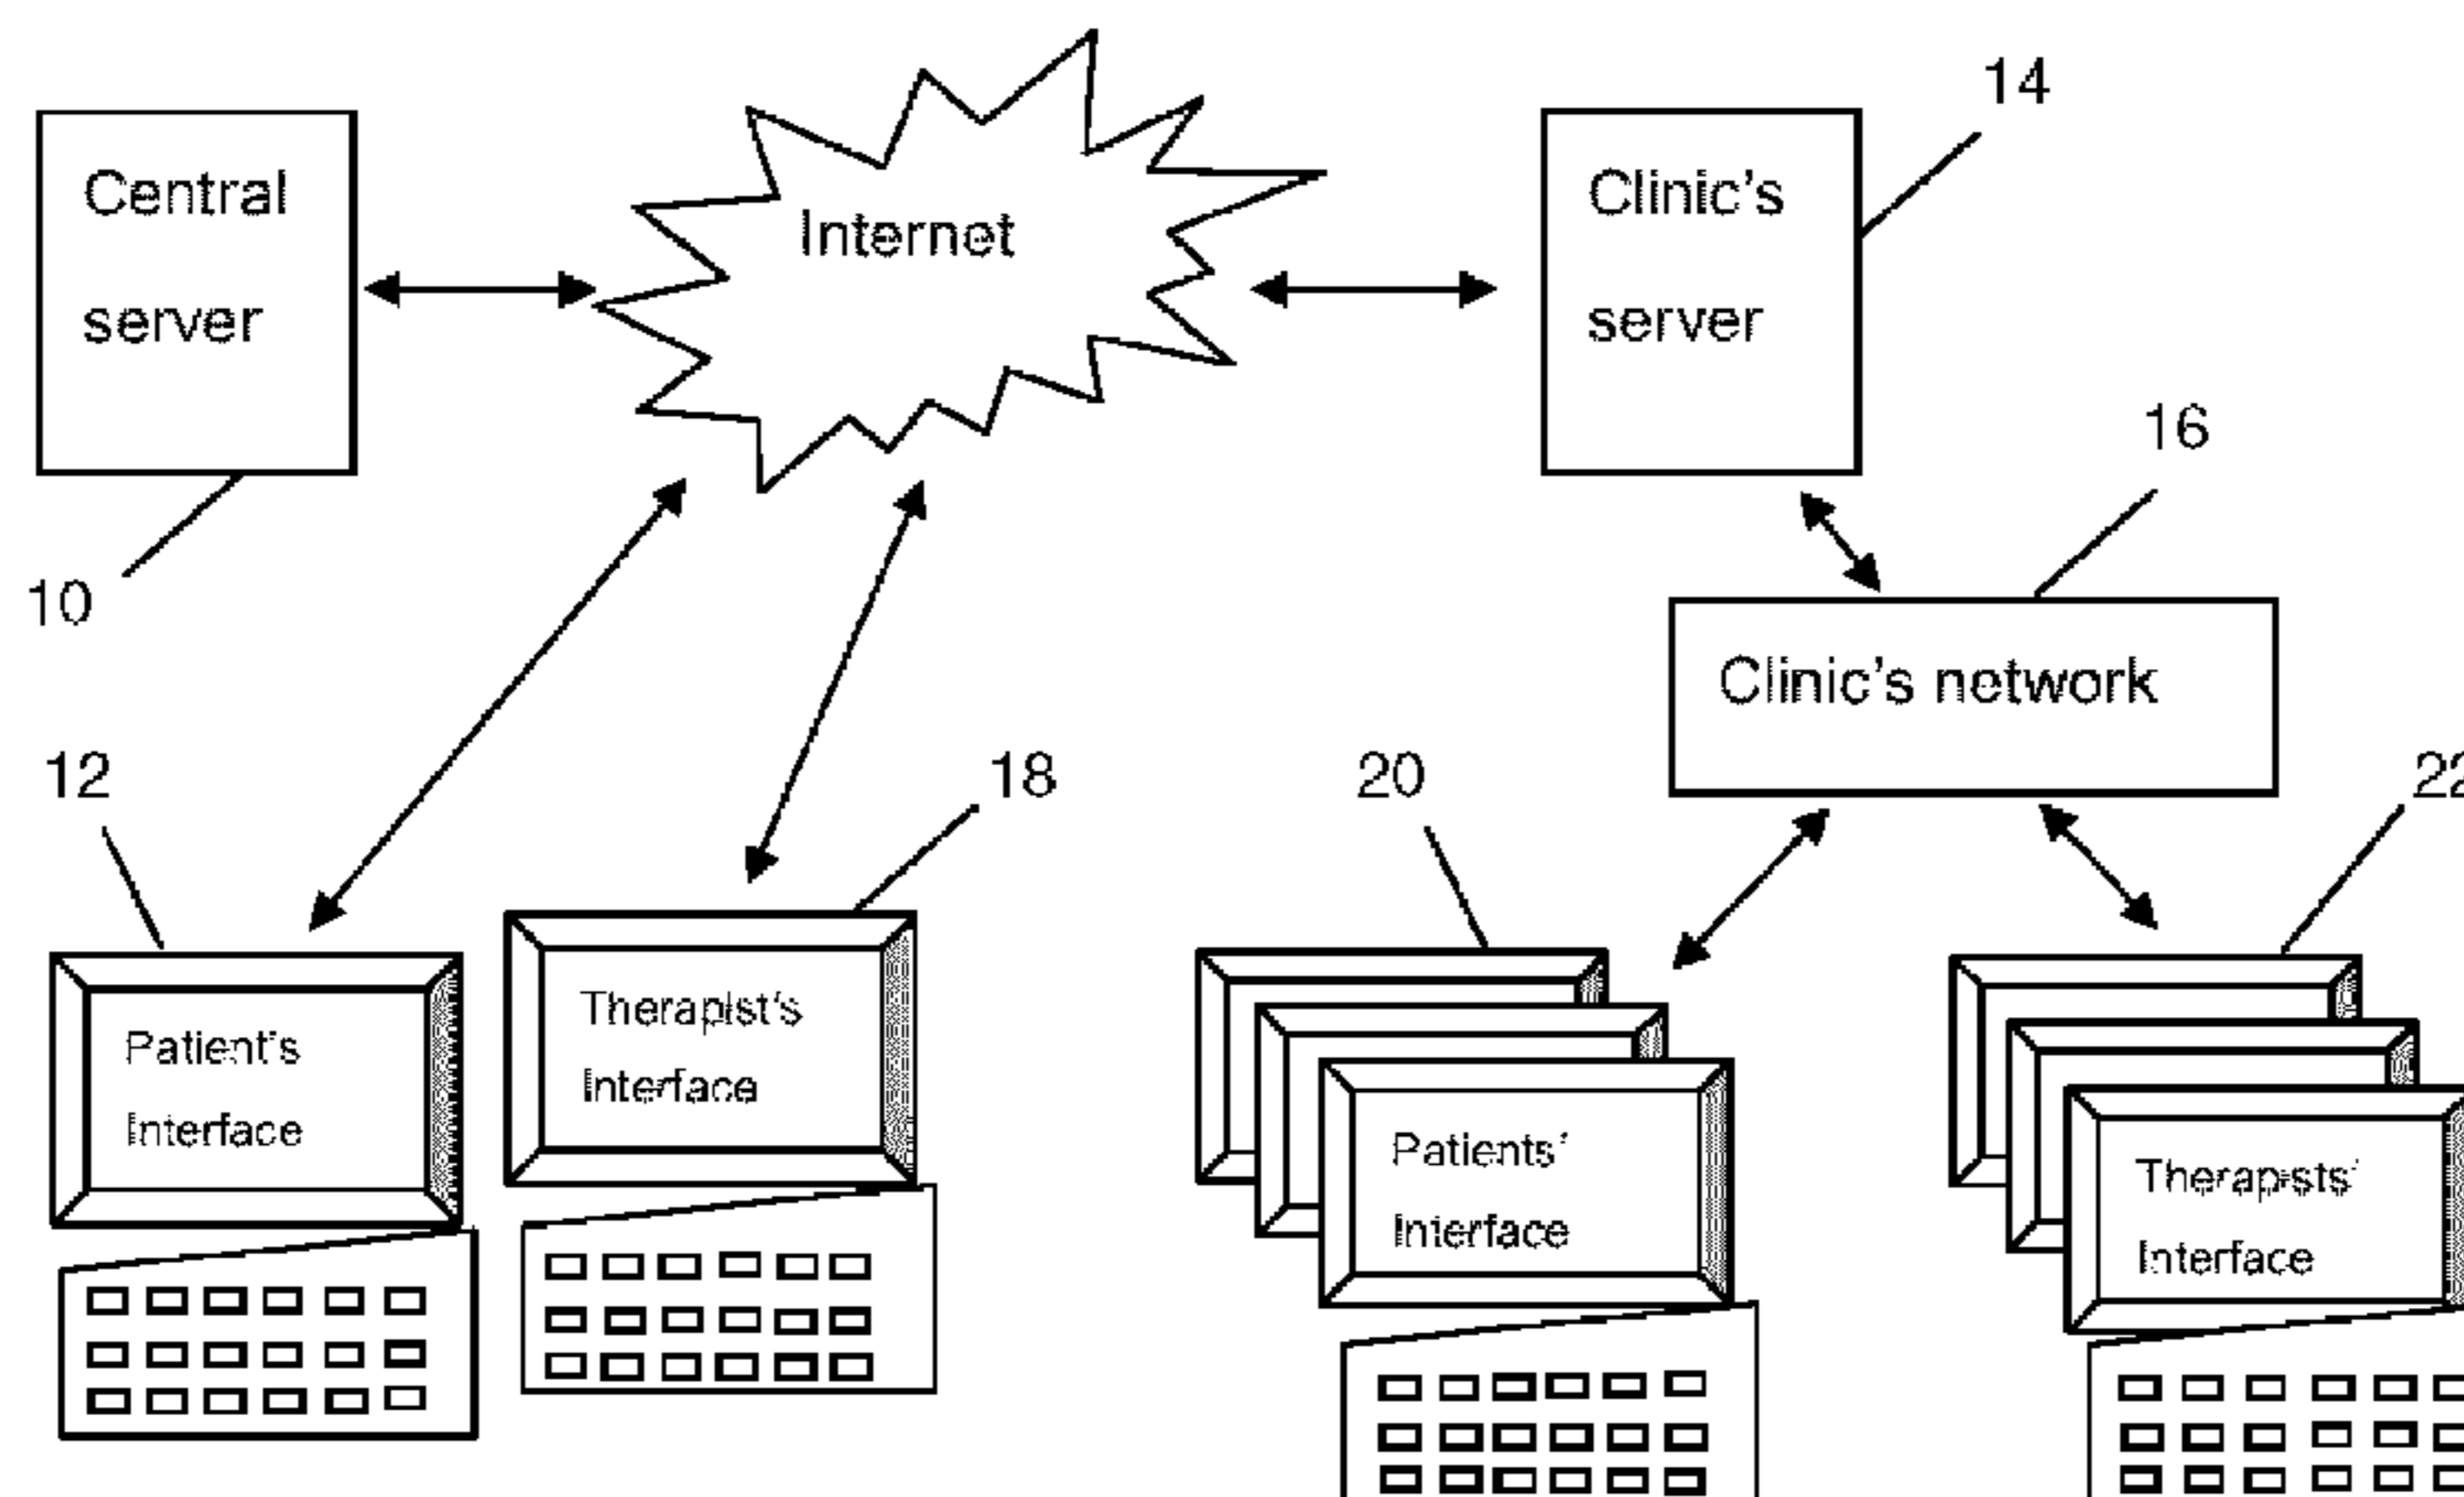 14
Central
server
Internet
Clinic's
server
16
10
Clinic's network
12
18
20
22
Patient's
Interface
Therapist's
Interface
Patients'
Interface
Therapists'
Interface